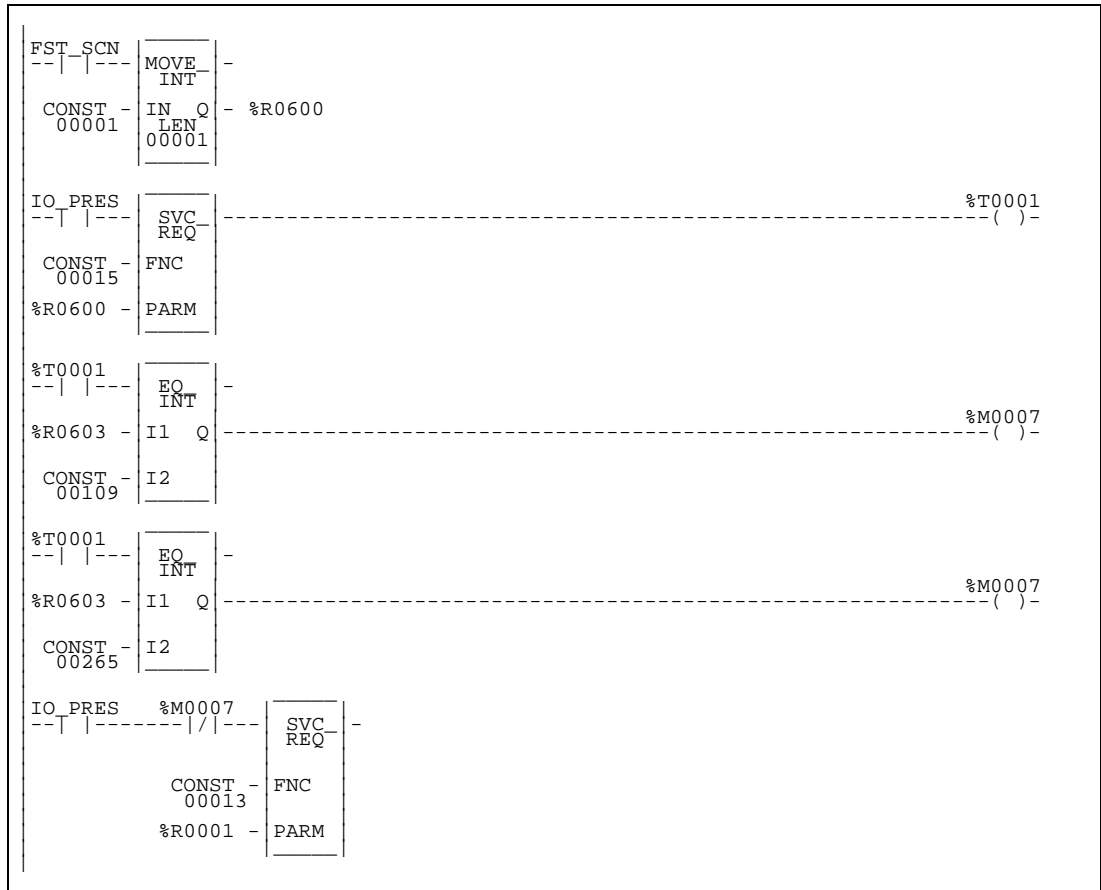 FST_SCN
MOVE_
INT
CONST - IN Q - %R0600
00001 LEN
00001
IO_PRES %T0001
SVC_ ( )
REQ
CONST - FNC
00015
%R0600 - PARM
%T0001
EQ_
INT
%M0007
%R0603 - I1 Q ( )
CONST - I2
00109
%T0001
EQ_
INT
%M0007
%R0603 - I1 Q ( )
CONST - I2
00265
IO_PRES %M0007
|/| SVC_
REQ
CONST - FNC
00013
%R0001 - PARM